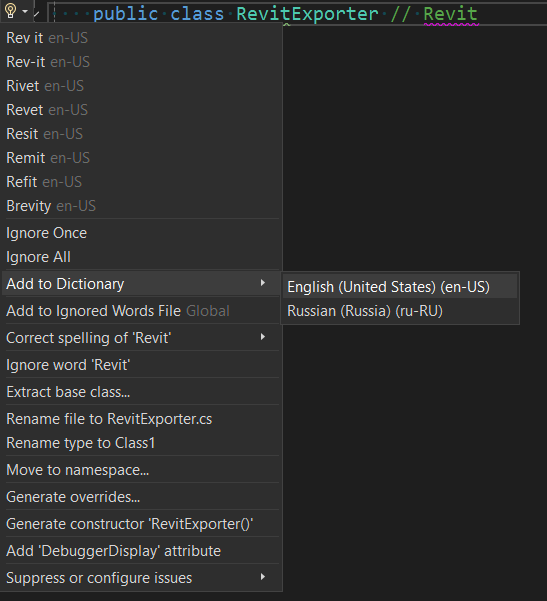 public class RevitExporter // Revit
Rev it en-US
Rev-it en-US
Rivet en-US
Revet en-US
Resit en-US
Remit en-US
Refit en-US
Brevity en-US
Ignore Once
Ignore All
Add to Dictionary
English (United States) (en-US)
Russian (Russia) (ru-RU)
Add to Ignored Words File Global
Correct spelling of 'Revit'
Ignore word 'Revit'
Extract base class...
Rename file to RevitExporter.cs
Rename type to Class1
Move to namespace...
Generate overrides...
Generate constructor 'RevitExporter()'
Add 'DebuggerDisplay' attribute
Suppress or configure issues